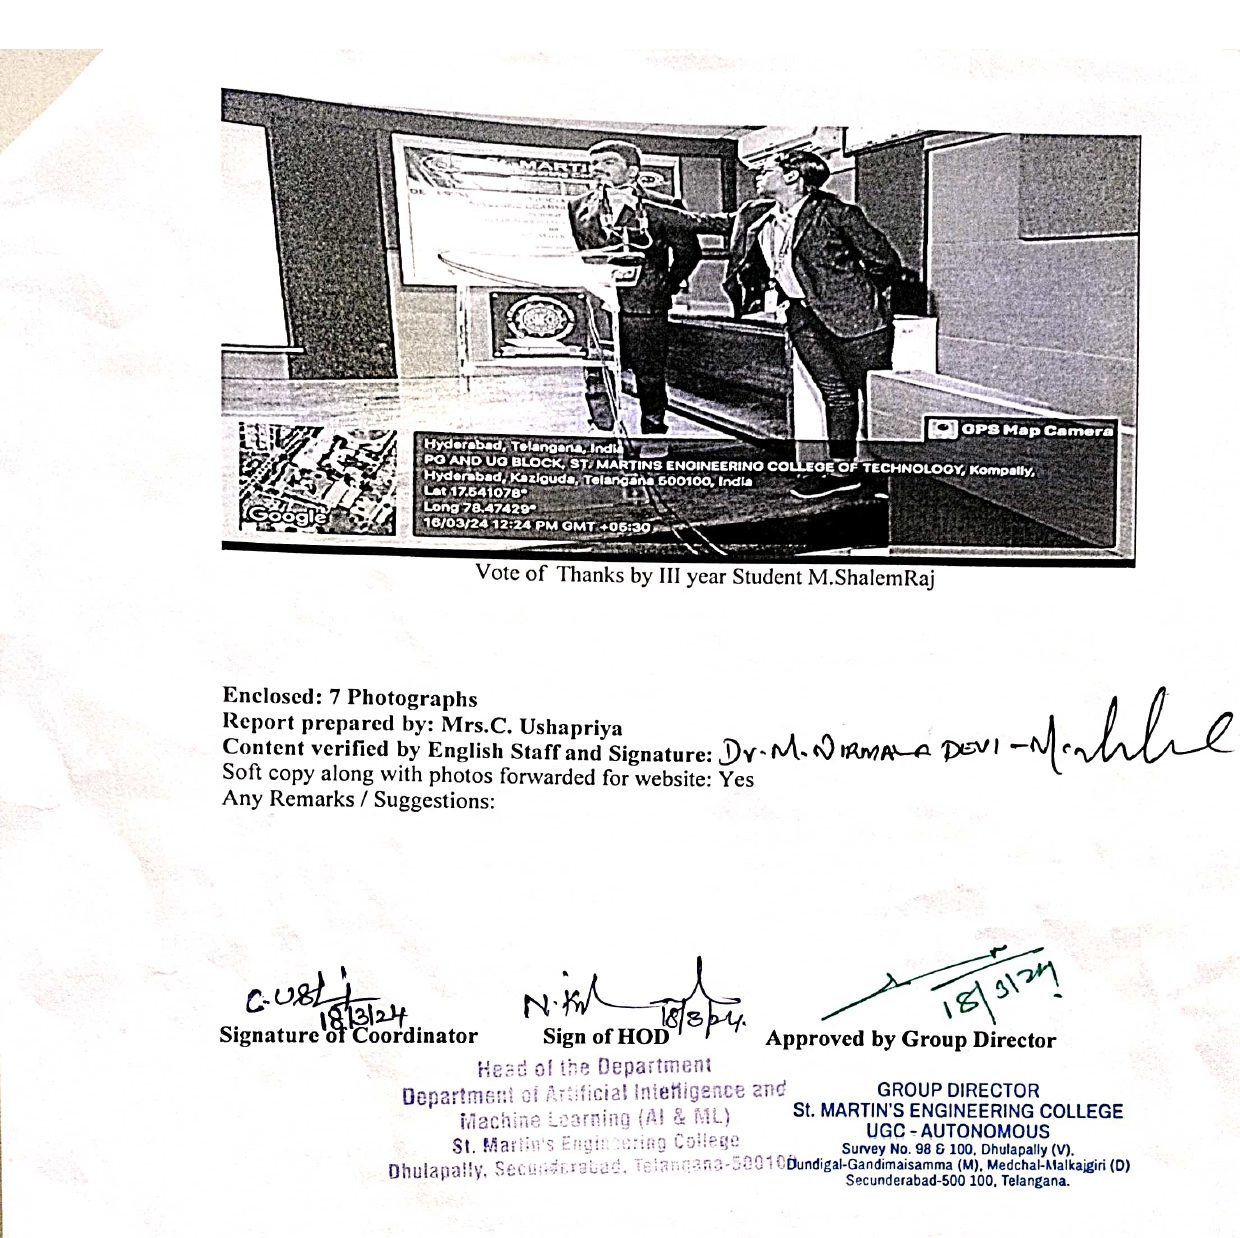 MARTIN
GPS Map Camera
Hyderabad, Telangana, India
PG AND UG BLOCK, ST. MARTINS ENGINEERING COLLEGE OF TECHNOLOGY, Kompally,
Hyderabad, Kaziguda, Telangana 500100, India
Lat 17.541078°
Long 78.47429°
16/03/24 12:24 PM GMT +05:30
Google
Vote of Thanks by III year Student M.ShalemRaj
Enclosed: 7 Photographs
Report prepared by: Mrs.C. Ushapriya
Content verified by English Staff and Signature: Dr. M. NIRMALA DEVI -
Soft copy along with photos forwarded for website: Yes
Any Remarks / Suggestions:
18/3/24 18/3/24. 18/3/24
Signature of Coordinator Sign of HOD Approved by Group Director
Head of the Department
Department of Artificial Intelligence and
Machine Learning (AI & ML)
St. Martin's Engineering College
Dhulapally, Secunderabad, Telangana-500100
GROUP DIRECTOR
St. MARTIN'S ENGINEERING COLLEGE
UGC - AUTONOMOUS
Survey No. 98 & 100, Dhulapally (V),
Dundigal-Gandimaisamma (M), Medchal-Malkajgiri (D)
Secunderabad-500 100, Telangana.